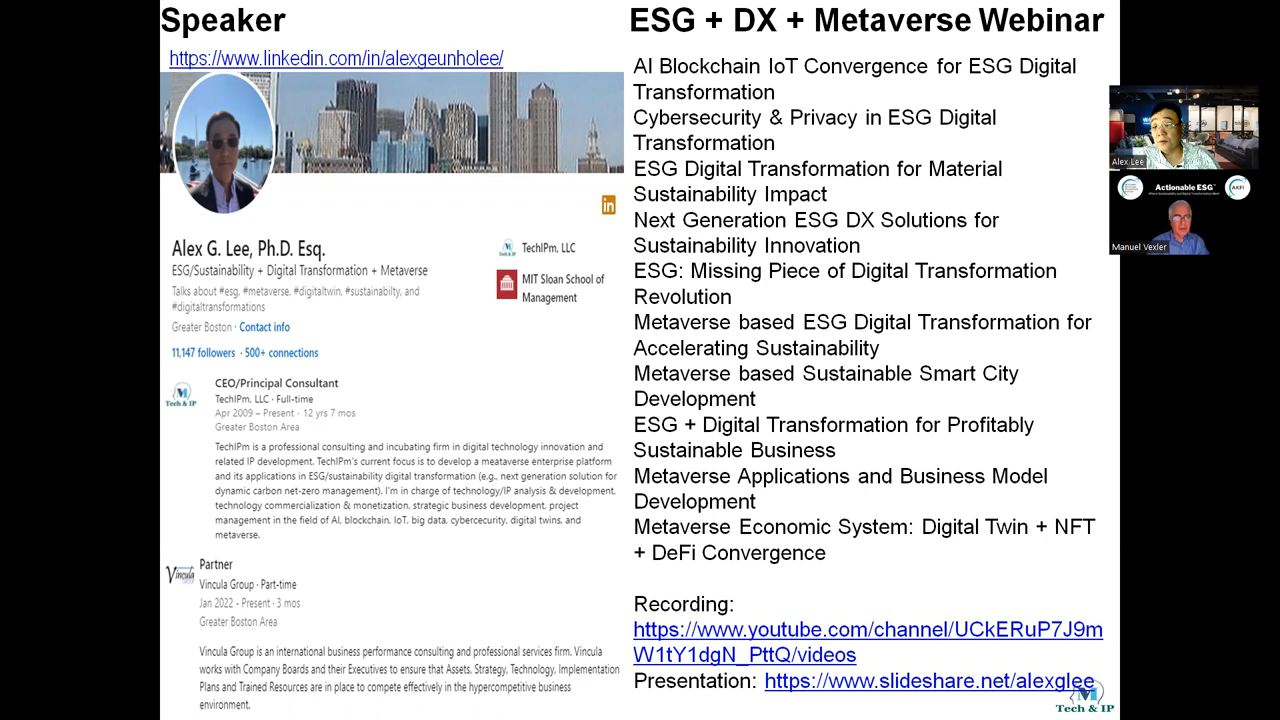 Speaker
https://www.linkedin.com/in/alexgeunholee/
Alex G. Lee, Ph.D. Esq.
ESG/Sustainability + Digital Transformation + Metaverse
Talks about #esg, #metaverse, #digitaltwin, #sustainabilty, and
#digitaltransformations
Greater Boston · Contact info
11,147 followers · 500+ connections
in
TechIPm, LLC
MIT Sloan School of
Management
M
Tech & IP
CEO/Principal Consultant
TechIPm, LLC · Full-time
Apr 2009 – Present · 12 yrs 7 mos
Greater Boston Area
TechIPm is a professional consulting and incubating firm in digital technology innovation and
related IP development. TechIPm's current focus is to develop a meataverse enterprise platform
and its applications in ESG/sustainability digital transformation (e.g., next generation solution for
dynamic carbon net-zero management). I'm in charge of technology/IP analysis & development,
technology commercialization & monetization, strategic business development, project
management in the field of AI, blockchain, IoT, big data, cybercecurity, digital twins, and
metaverse.
Vincula
Partner
Vincula Group · Part-time
Jan 2022 - Present · 3 mos
Greater Boston Area
Vincula Group is an international business performance consulting and professional services firm. Vincula
works with Company Boards and their Executives to ensure that Assets, Strategy, Technology, Implementation
Plans and Trained Resources are in place to compete effectively in the hypercompetitive business
environment.
ESG + DX + Metaverse Webinar
AI Blockchain IoT Convergence for ESG Digital
Transformation
Cybersecurity & Privacy in ESG Digital
Transformation
ESG Digital Transformation for Material
Sustainability Impact
Next Generation ESG DX Solutions for
Sustainability Innovation
ESG: Missing Piece of Digital Transformation
Revolution
Metaverse based ESG Digital Transformation for
Accelerating Sustainability
Metaverse based Sustainable Smart City
Development
ESG + Digital Transformation for Profitably
Sustainable Business
Metaverse Applications and Business Model
Development
Metaverse Economic System: Digital Twin + NFT
+ DeFi Convergence
Recording:
https://www.youtube.com/channel/UCkERuP7J9m
W1tY1dgN_PttQ/videos
Presentation: https://www.slideshare.net/alexglee
M
Tech & IP
Alex Lee
Actionable ESG™
AKFI
Manuel Vexler